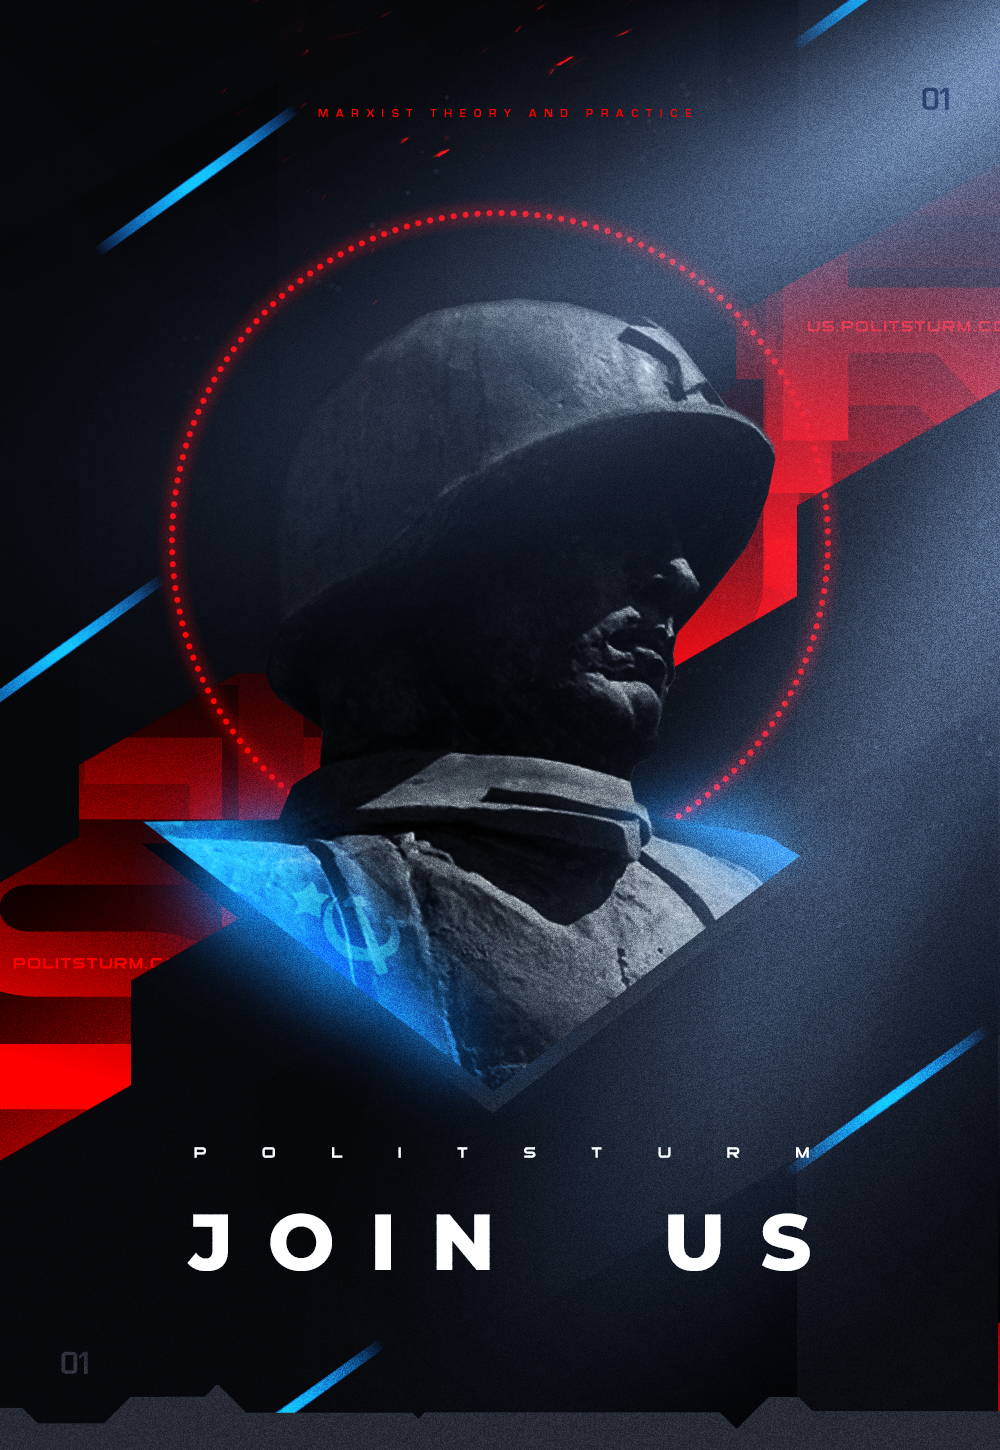 01
MARXIST THEORY AND PRACTICE
US.POLITSTURM.C
POLITSTURM.C
POLITSTURM
JOIN US
01